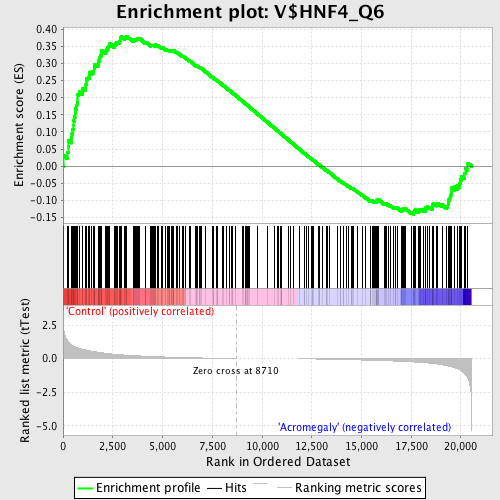 Enrichment plot: V$HNF4_Q6
Enrichment score (ES)
0.40
0.35
0.30
0.25
0.20
0.15
0.10
0.05
0.00
-0.05
-0.10
-0.15
'Control' (positively correlated)
Ranked list metric (tTest)
2.5
0.0
-2.5
-5.0
Zero cross at 8710
'Acromegaly' (negatively correlated)
0
2,500
5,000
7,500
10,000
12,500
15,000
17,500
20,000
Rank in Ordered Dataset
Enrichment profile
Hits
Ranking metric scores